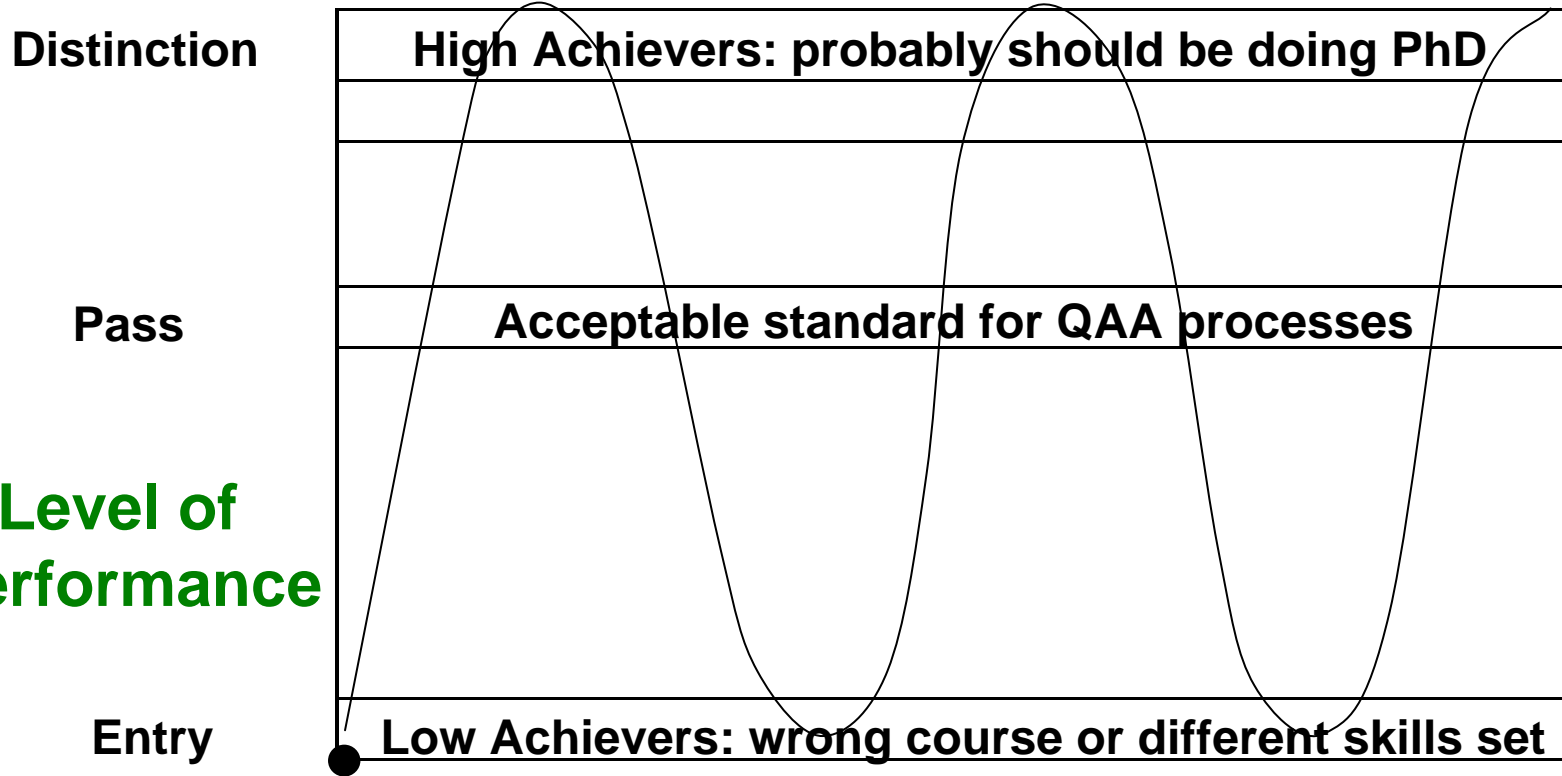 Distinction
High Achievers: probably should be doing PhD
Pass
Acceptable standard for QAA processes
Level of
erformance
Entry
Low Achievers: wrong course or different skills set